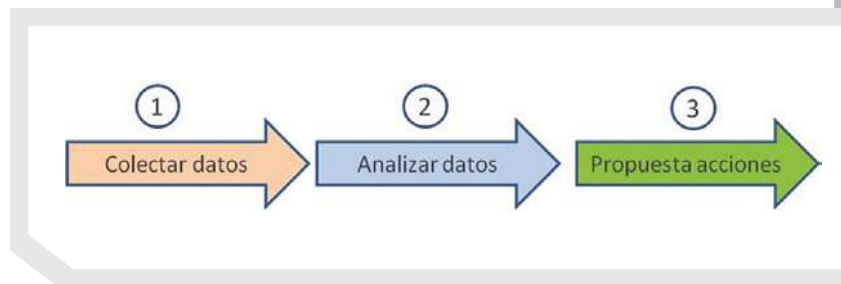 1
2
3
Colectar datos
Analizar datos
Propuesta acciones